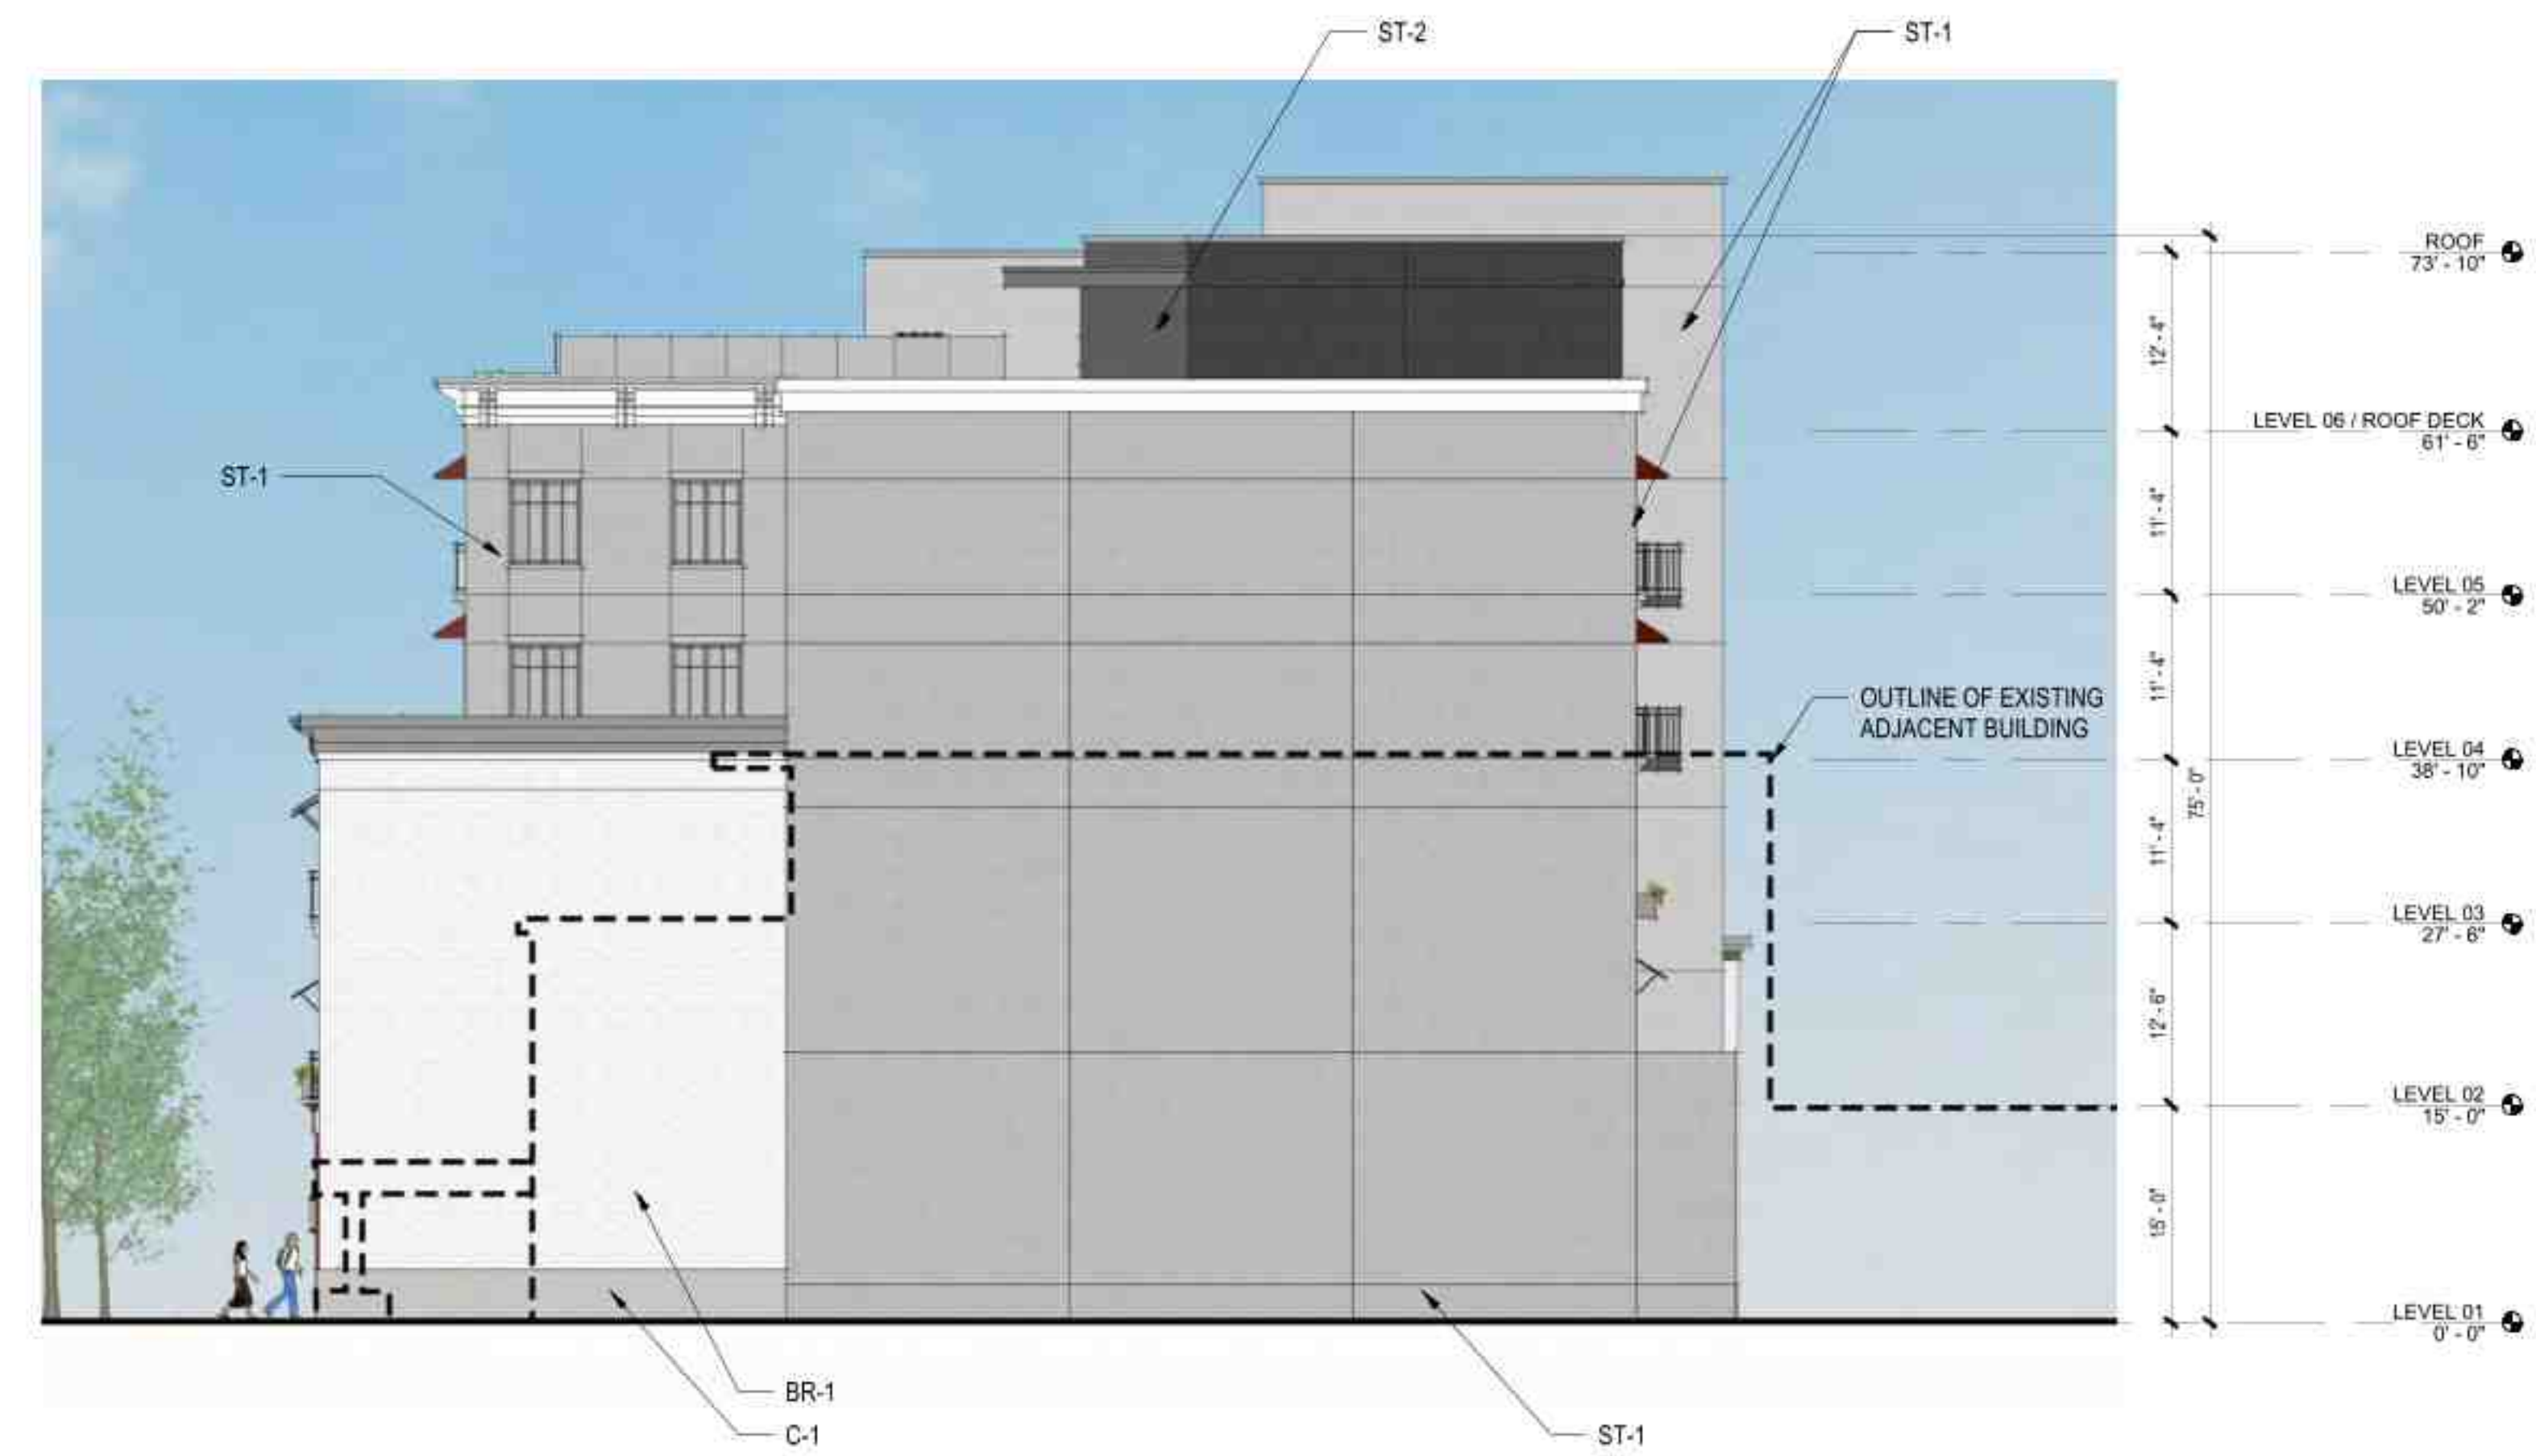 ST-2
ST-1
ROOF
73' - 10"
12' - 4"
LEVEL 06 / ROOF DECK
61' - 6"
ST-1
11' - 4"
LEVEL 05
50' - 2"
11' - 4"
OUTLINE OF EXISTING
ADJACENT BUILDING
LEVEL 04
38' - 10"
75' - 0"
11' - 4"
LEVEL 03
27' - 6"
12' - 6"
LEVEL 02
15' - 0"
15' - 0"
LEVEL 01
0' - 0"
BR-1
C-1
ST-1